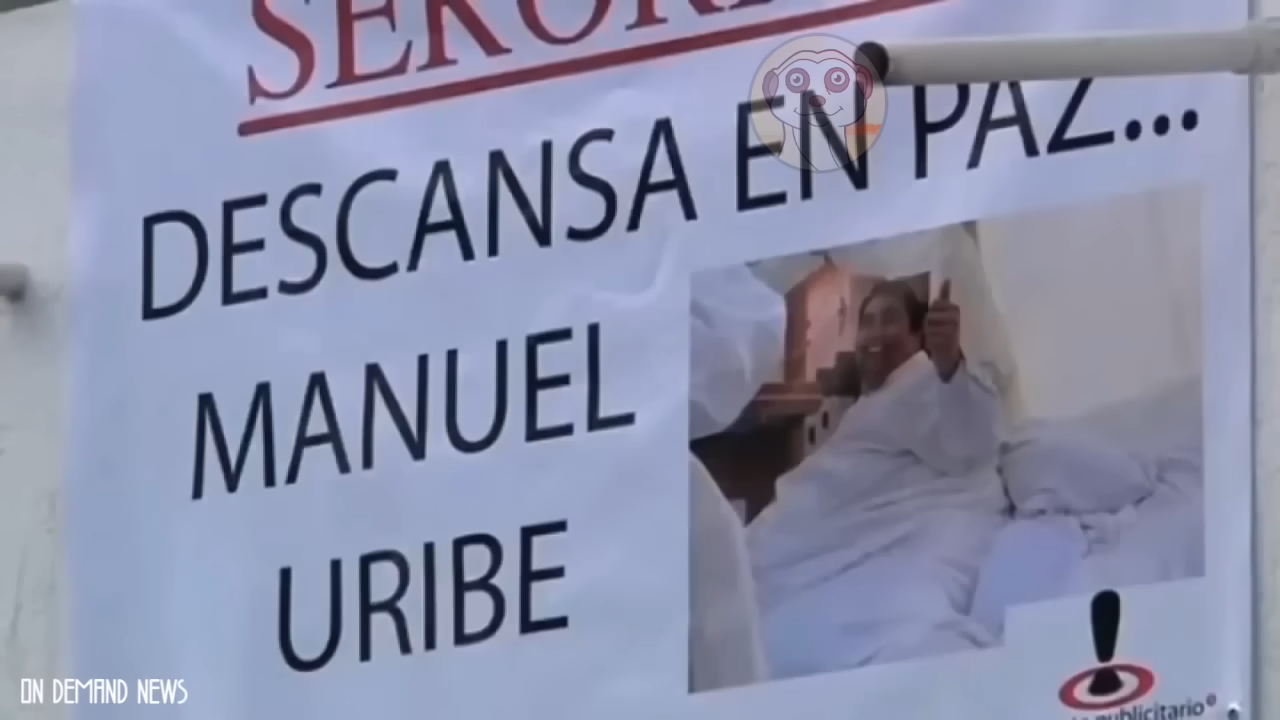 DESCANSA EN PAZ...
MANUEL
URIBE
publicitario®
ON DEMAND NEWS